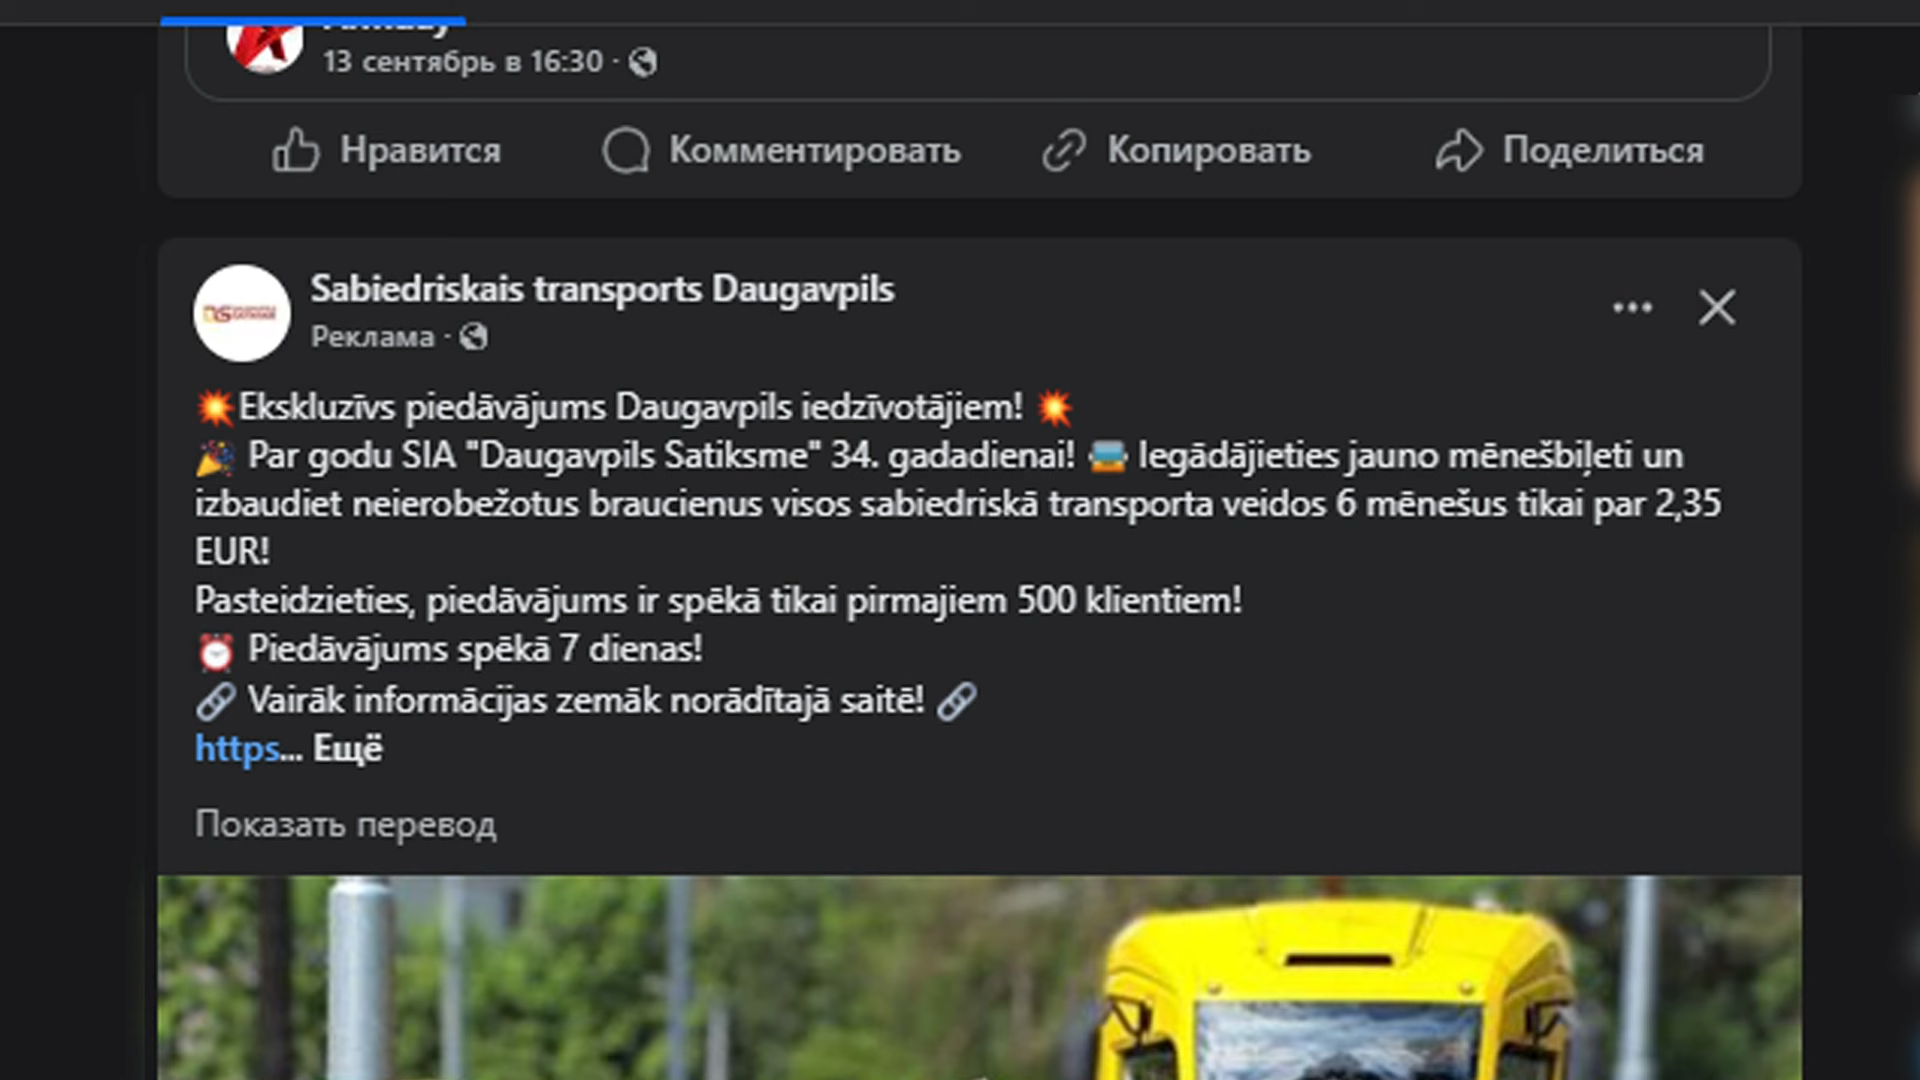 13 сентябрь в 16:30 ·
Нравится Комментировать Копировать Поделиться
Sabiedriskais transports Daugavpils
Реклама ·
💥Ekskluzīvs piedāvājums Daugavpils iedzīvotājiem! 💥
🎉 Par godu SIA "Daugavpils Satiksme" 34. gadadienai! 🚍 Iegādājieties jauno mēnešbiļeti un
izbaudiet neierobežotus braucienus visos sabiedriskā transporta veidos 6 mēnešus tikai par 2,35
EUR!
Pasteidzieties, piedāvājums ir spēkā tikai pirmajiem 500 klientiem!
⏰ Piedāvājums spēkā 7 dienas!
🔗 Vairāk informācijas zemāk norādītajā saitē! 🔗
https... Ещё
Показать перевод